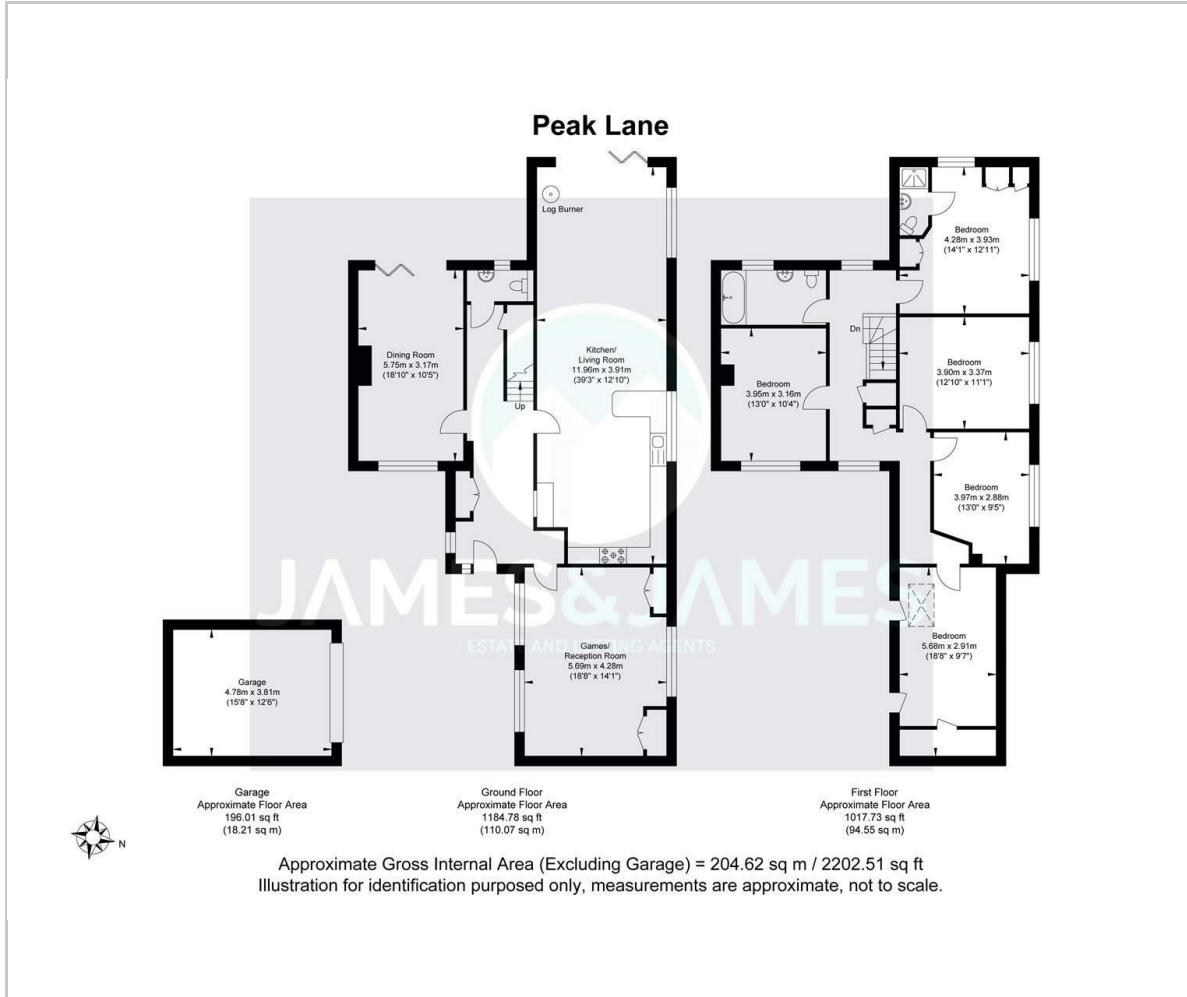 Peak Lane
Log Burner
Dining Room
5.75m x 3.17m
(18'10" x 10'5")
Kitchen/
Living Room
11.96m x 3.91m
(39'3" x 12'10")
Up
Games/
Reception Room
5.69m x 4.28m
(18'8" x 14'1")
Bedroom
4.28m x 3.93m
(14'1" x 12'11")
Dn
Bedroom
3.90m x 3.37m
(12'10" x 11'1")
Bedroom
3.95m x 3.16m
(13'0" x 10'4")
Bedroom
3.97m x 2.88m
(13'0" x 9'5")
Bedroom
5.68m x 2.91m
(18'8" x 9'7")
JAMES&JAMES
ESTATE AND LETTING AGENTS
Garage
4.78m x 3.81m
(15'8" x 12'6")
Garage
Approximate Floor Area
196.01 sq ft
(18.21 sq m)
Ground Floor
Approximate Floor Area
1184.78 sq ft
(110.07 sq m)
First Floor
Approximate Floor Area
1017.73 sq ft
(94.55 sq m)
N
Approximate Gross Internal Area (Excluding Garage) = 204.62 sq m / 2202.51 sq ft
Illustration for identification purposed only, measurements are approximate, not to scale.